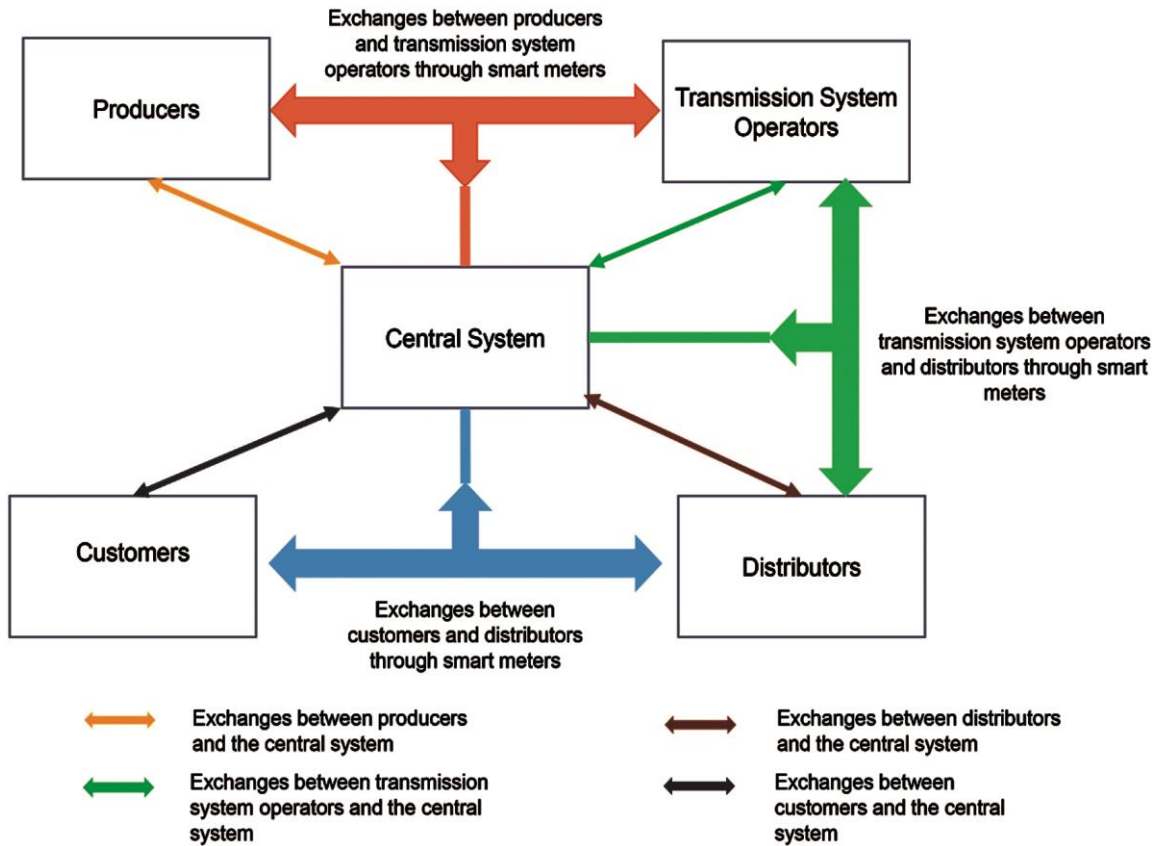 Exchanges between producers
and transmission system
operators through smart meters
Producers
Transmission System
Operators
Central System
Exchanges between
transmission system operators
and distributors through smart
meters
Customers
Distributors
Exchanges between
customers and distributors
through smart meters
Exchanges between producers
and the central system
Exchanges between distributors
and the central system
Exchanges between transmission
system operators and the central
system
Exchanges between
customers and the central
system